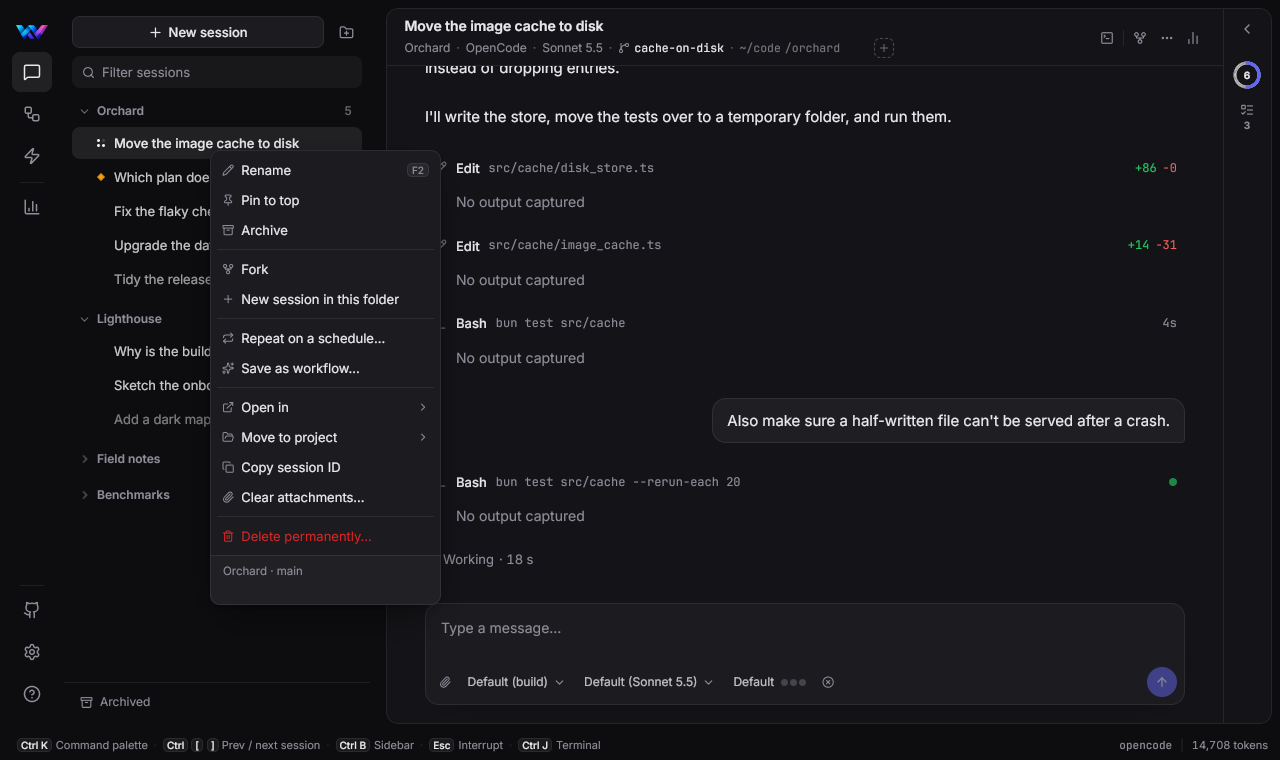 New session
Filter sessions
Orchard 5
Move the image cache to disk
Which plan doe
Fix the flaky che
Upgrade the da
Tidy the release
Lighthouse
Why is the build
Sketch the onbo
Add a dark map
Field notes
Benchmarks
Archived
Rename F2
Pin to top
Archive
Fork
New session in this folder
Repeat on a schedule...
Save as workflow...
Open in
Move to project
Copy session ID
Clear attachments...
Delete permanently...
Orchard · main
Move the image cache to disk
Orchard · OpenCode · Sonnet 5.5 · cache-on-disk · ~/code /orchard
instead of dropping entries.
I'll write the store, move the tests over to a temporary folder, and run them.
Edit src/cache/disk_store.ts +86 -0
No output captured
Edit src/cache/image_cache.ts +14 -31
No output captured
Bash bun test src/cache 4s
No output captured
Also make sure a half-written file can't be served after a crash.
Bash bun test src/cache --rerun-each 20
No output captured
Working · 18 s
Type a message...
Default (build) Default (Sonnet 5.5) Default
6
3
Ctrl K Command palette · Ctrl [ ] Prev / next session · Ctrl B Sidebar · Esc Interrupt · Ctrl J Terminal
opencode 14,708 tokens